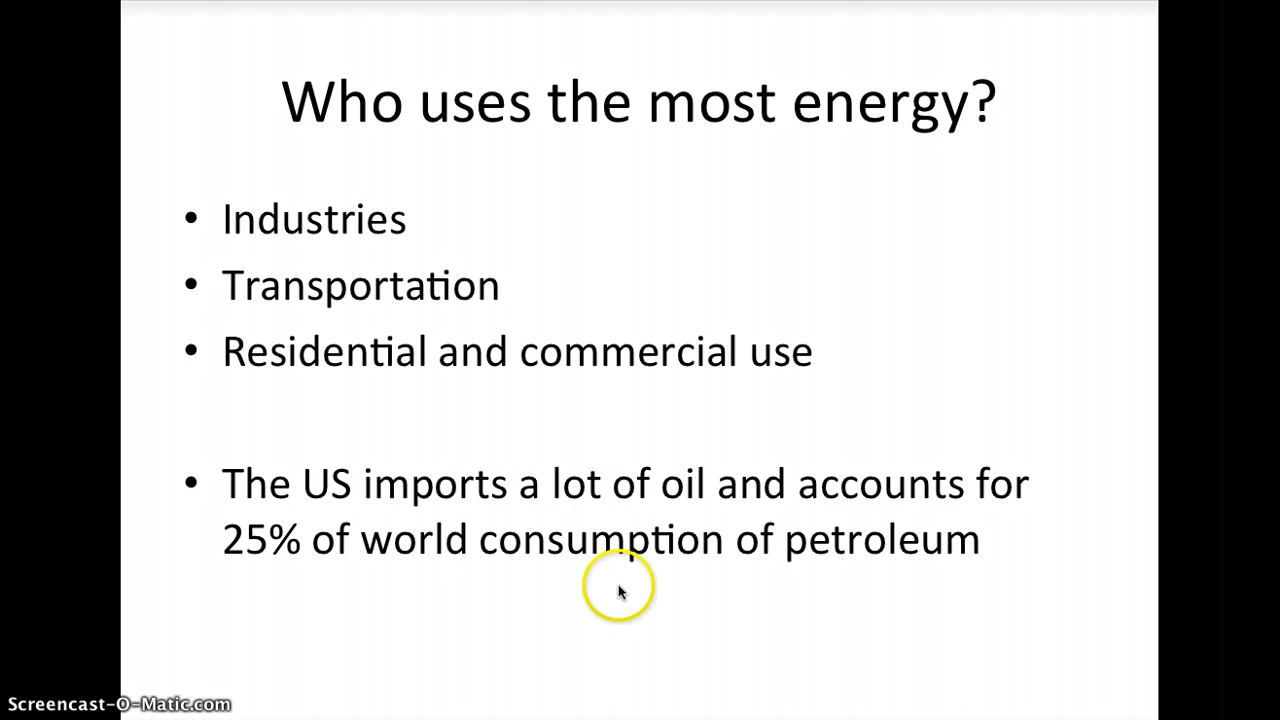 Who uses the most energy?
• Industries
• Transportation
• Residential and commercial use
• The US imports a lot of oil and accounts for
25% of world consumption of petroleum
Screencast-O-Matic.com